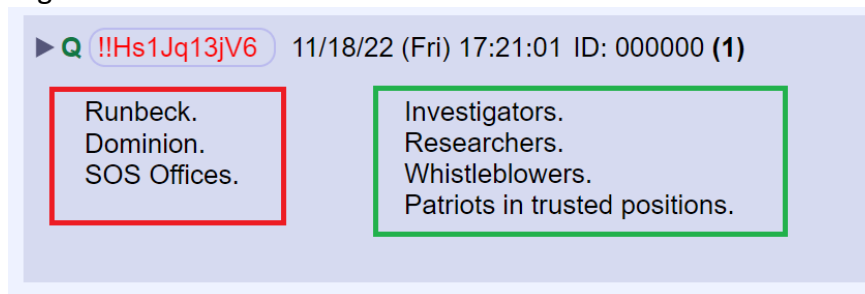 ▶ Q !!Hs1Jq13jV6 11/18/22 (Fri) 17:21:01 ID: 000000 (1)
Runbeck.
Dominion.
SOS Offices.
Investigators.
Researchers.
Whistleblowers.
Patriots in trusted positions.